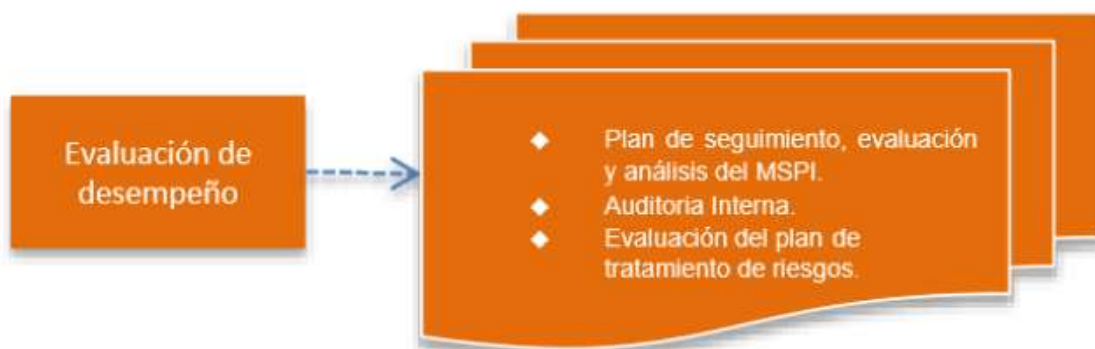 Evaluación de
desempeño
◆ Plan de seguimiento, evaluación
y análisis del MSPI.
◆ Auditoria Interna.
◆ Evaluación del plan de
tratamiento de riesgos.